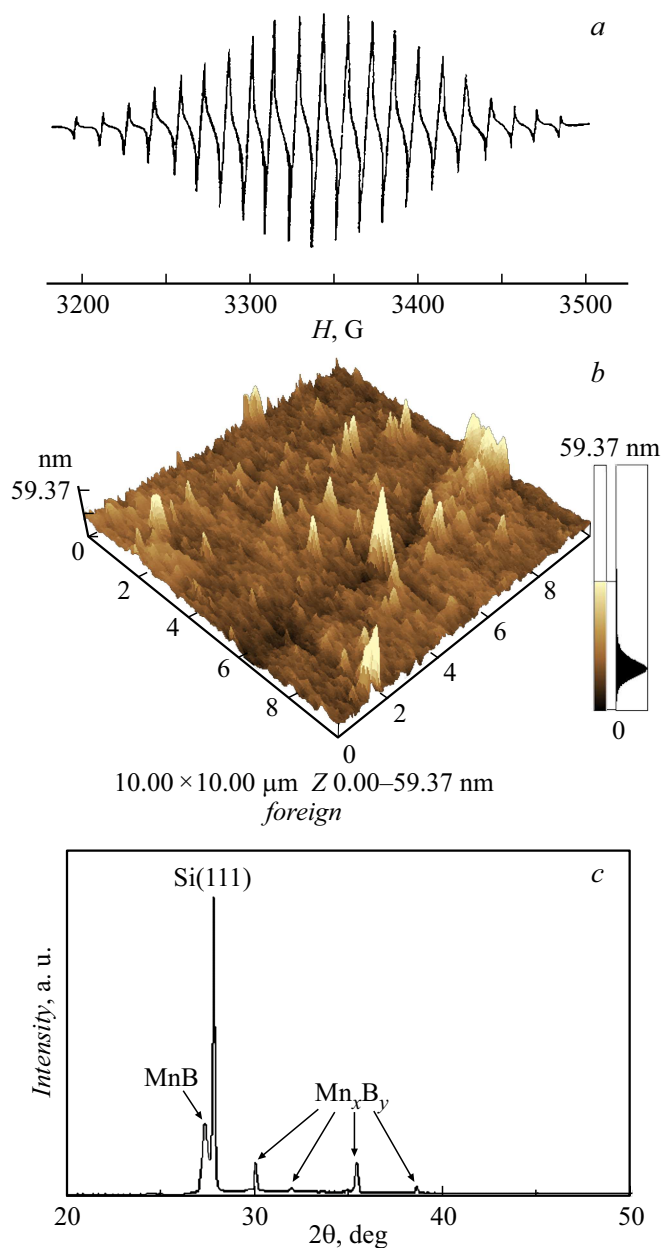 a
3200 3300 3400 3500
H, G
b
nm
59.37
59.37 nm
0 2 4 6 8
0 2 4 6 8
0
10.00 × 10.00 μm Z 0.00–59.37 nm
foreign
c
Si(111)
MnB
MnxBy
Intensity, a. u.
20 30 40 50
2θ, deg